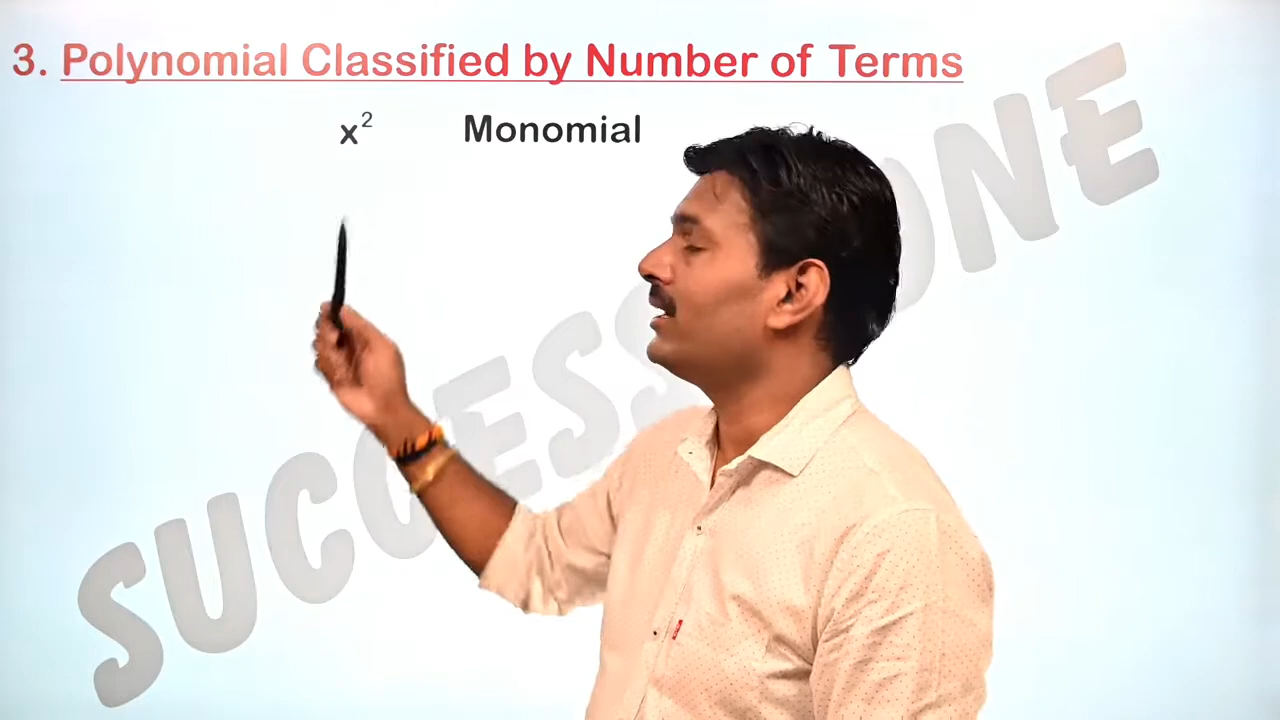 3. Polynomial Classified by Number of Terms
x² Monomial
SUCCESS ONE